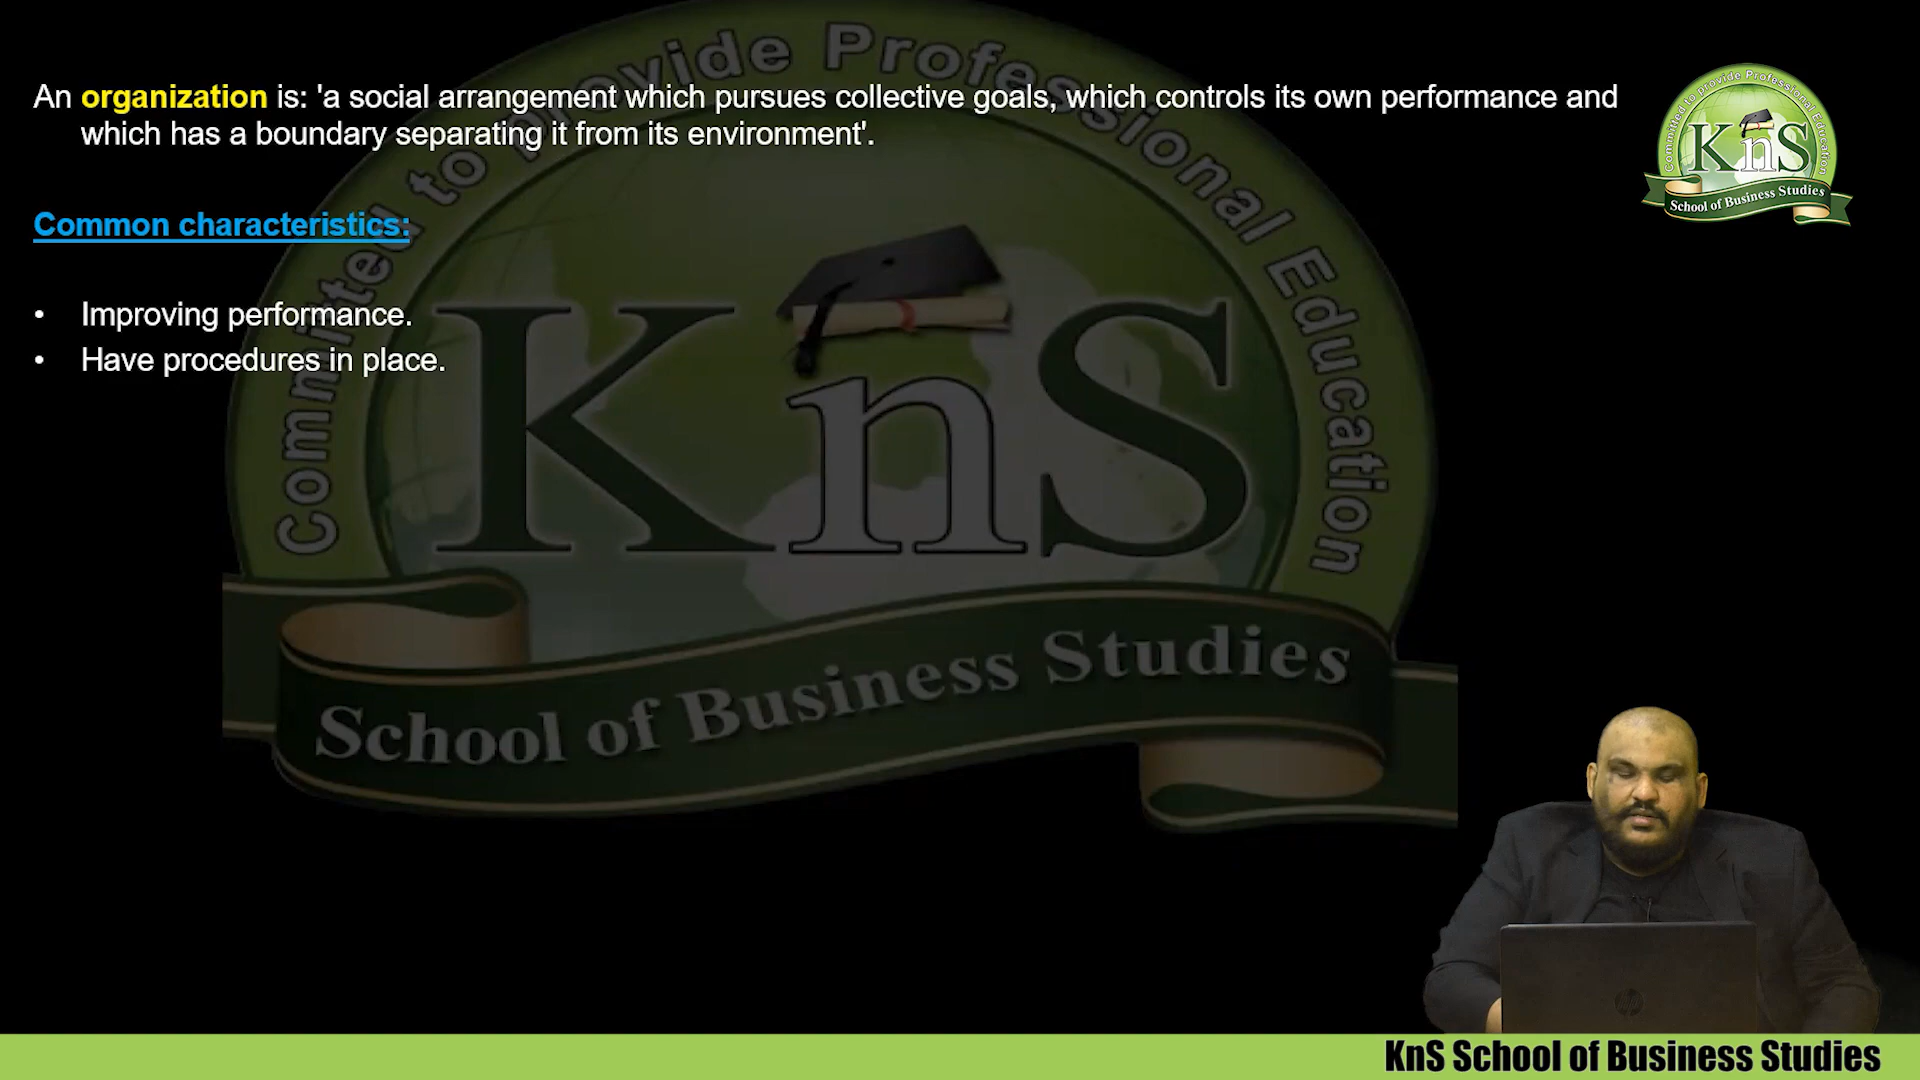 An organization is: 'a social arrangement which pursues collective goals, which controls its own performance and
which has a boundary separating it from its environment'.
Common characteristics:
• Improving performance.
• Have procedures in place.
Committed to provide Professional Education
KnS
School of Business Studies
Committed to provide Professional Education
KnS
School of Business Studies
hp
KnS School of Business Studies